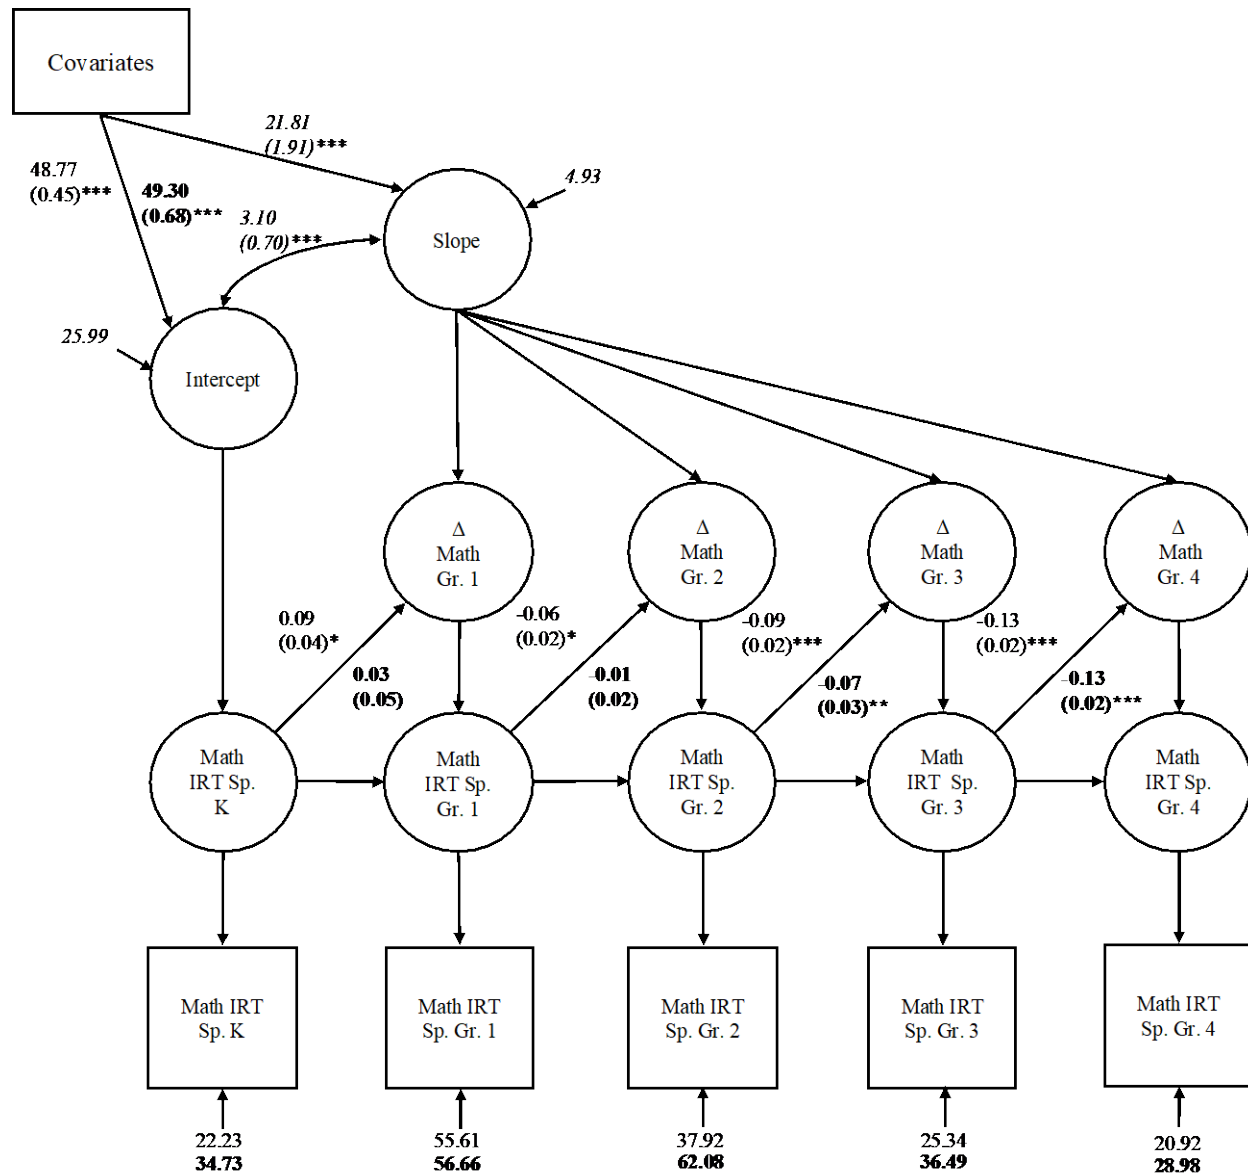 Covariates
21.81
(1.91)***
48.77
(0.45)***
49.30
(0.68)***
4.93
3.10
(0.70)***
Slope
25.99
Intercept
Δ
Math
Gr. 1
Δ
Math
Gr. 2
Δ
Math
Gr. 3
Δ
Math
Gr. 4
0.09
(0.04)*
-0.06
(0.02)*
-0.09
(0.02)***
-0.13
(0.02)***
0.03
(0.05)
-0.01
(0.02)
-0.07
(0.03)**
-0.13
(0.02)***
Math
IRT Sp.
K
Math
IRT Sp.
Gr. 1
Math
IRT Sp.
Gr. 2
Math
IRT Sp.
Gr. 3
Math
IRT Sp.
Gr. 4
Math IRT
Sp. K
Math IRT
Sp. Gr. 1
Math IRT
Sp. Gr. 2
Math IRT
Sp. Gr. 3
Math IRT
Sp. Gr. 4
22.23
34.73
55.61
56.66
37.92
62.08
25.34
36.49
20.92
28.98